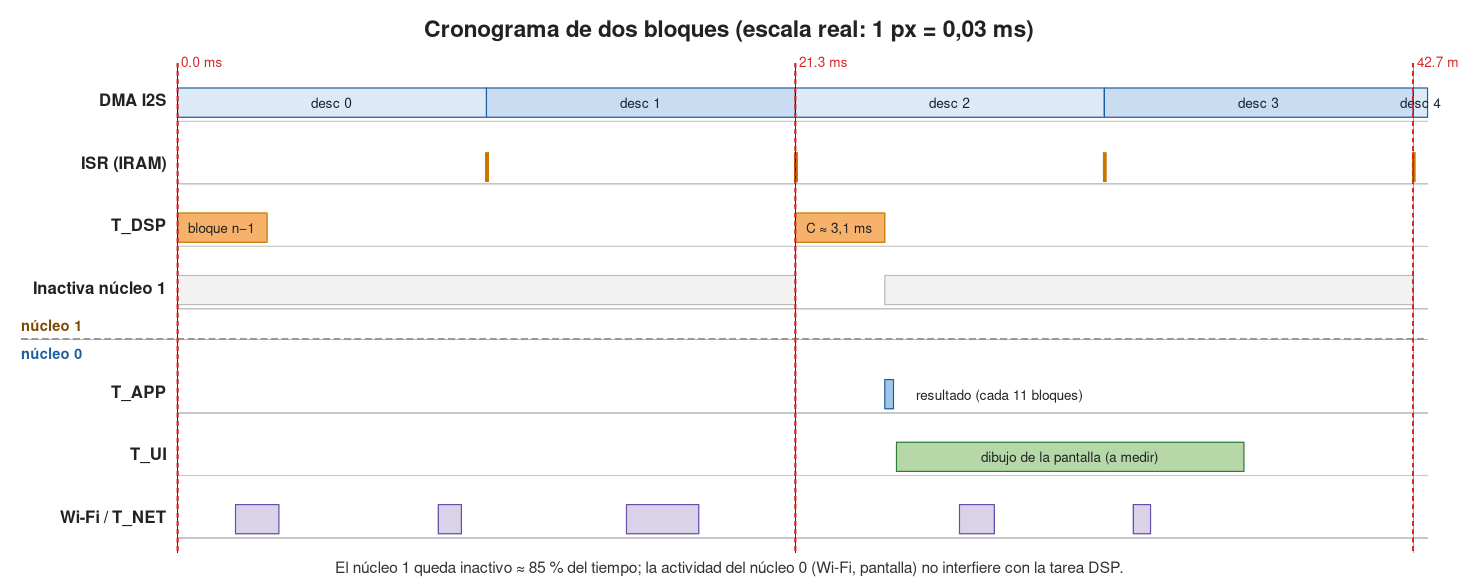 Cronograma de dos bloques (escala real: 1 px = 0,03 ms)
0.0 ms
21.3 ms
42.7 m
DMA I2S
desc 0
desc 1
desc 2
desc 3
desc 4
ISR (IRAM)
T_DSP
bloque n−1
C ≈ 3,1 ms
Inactiva núcleo 1
núcleo 1
núcleo 0
T_APP
resultado (cada 11 bloques)
T_UI
dibujo de la pantalla (a medir)
Wi-Fi / T_NET
El núcleo 1 queda inactivo ≈ 85 % del tiempo; la actividad del núcleo 0 (Wi-Fi, pantalla) no interfiere con la tarea DSP.